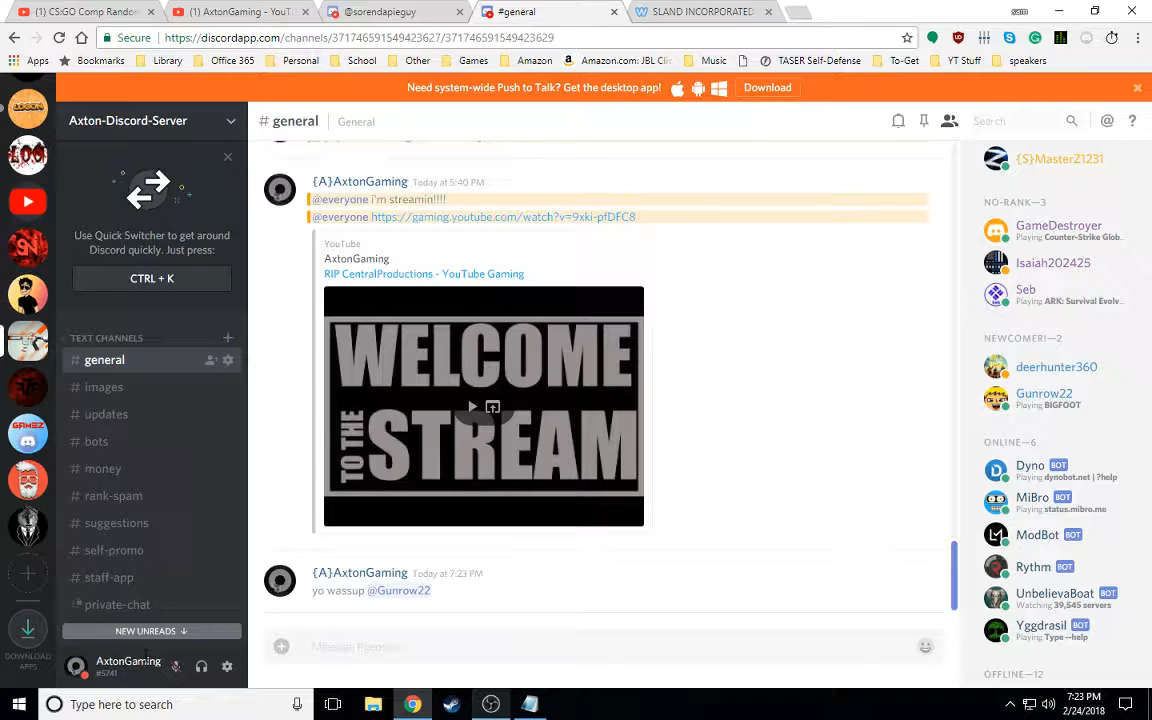 (1) CS:GO Comp Random
(1) AxtonGaming - YouT
@sorendapieguy
#general
SLAND INCORPORATED
sam
Secure
https://discordapp.com/channels/371746591549423627/371746591549423629
Apps
Bookmarks
Library
Office 365
Personal
School
Other
Games
Amazon
Amazon.com: JBL Cli
Music
TASER Self-Defense
To-Get
YT Stuff
speakers
Need system-wide Push to Talk? Get the desktop app!
Download
Axton-Discord-Server
# general
General
Search
Use Quick Switcher to get around
Discord quickly. Just press:
CTRL + K
TEXT CHANNELS
# general
# images
# updates
# bots
# money
# rank-spam
# suggestions
# self-promo
# staff-app
private-chat
NEW UNREADS ↓
AxtonGaming
#5741
DOWNLOAD
APPS
GAMEZ
{A}AxtonGaming Today at 5:40 PM
@everyone i'm streamin!!!!
@everyone https://gaming.youtube.com/watch?v=9xki-pfDFC8
YouTube
AxtonGaming
RIP CentralProductions - YouTube Gaming
WELCOME
TO THE
STREAM
{A}AxtonGaming Today at 7:23 PM
yo wassup @Gunrow22
{S}MasterZ1231
NO-RANK—3
GameDestroyer
Playing Counter-Strike Glob...
Isaiah202425
Seb
Playing ARK: Survival Evolv...
NEWCOMER!—2
deerhunter360
Gunrow22
Playing BIGFOOT
ONLINE—6
Dyno BOT
Playing dynobot.net | ?help
MiBro BOT
Playing status.mibro.me
ModBot BOT
Rythm BOT
UnbelievaBoat BOT
Watching 39,545 servers
Yggdrasil BOT
Playing Type --help
OFFLINE—12
Type here to search
7:23 PM
2/24/2018